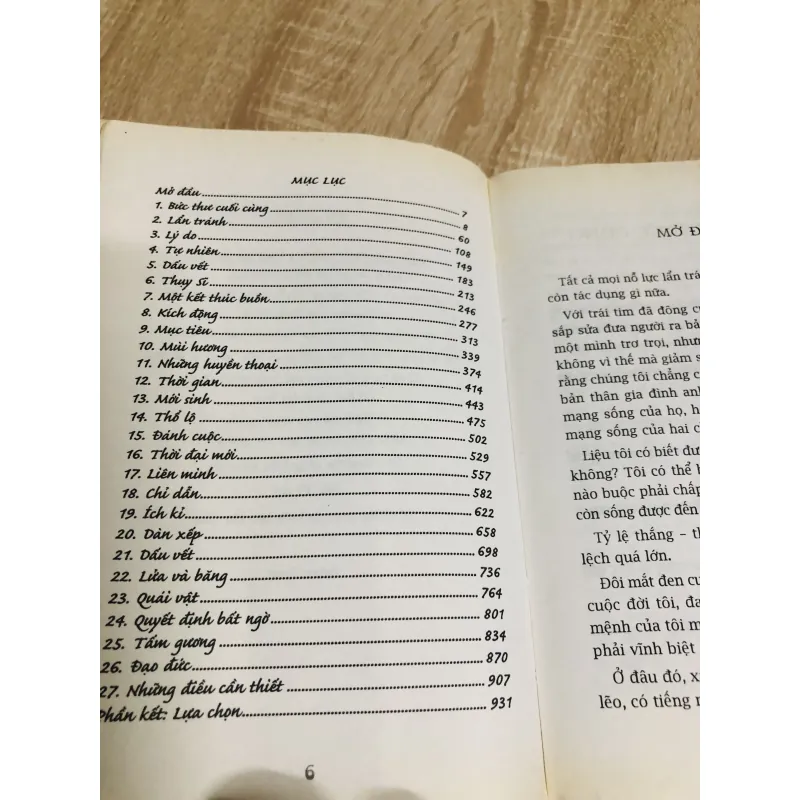 MỤC LỤC
Mở đầu 7
1. Bức thư cuối cùng 8
2. Lẩn tránh 60
3. Lý do 108
4. Tự nhiên 149
5. Dấu vết 183
6. Thụy sĩ 213
7. Một kết thúc buồn 246
8. Kích động 277
9. Mục tiêu 313
10. Mùi hương 339
11. Những huyền thoại 374
12. Thời gian 414
13. Môi sinh 443
14. Thổ lộ 475
15. Đánh cuộc 502
16. Thời đại mới 529
17. Liên minh 557
18. Chỉ dẫn 582
19. Ích kỉ 622
20. Dàn xếp 658
21. Dấu vết 698
22. Lửa và băng 736
23. Quái vật 764
24. Quyết định bất ngờ 801
25. Tấm gương 834
26. Đạo đức 870
27. Những điều cần thiết 907
Phần kết: Lựa chọn 931
6
MỞ Đ
Tất cả mọi nỗ lực lẩn trá
còn tác dụng gì nữa.
Với trái tim đã đông c
sắp sửa đưa người ra bả
một mình trơ trọi, nhưn
không vì thế mà giảm s
rằng chúng tôi chẳng c
bản thân gia đình anh
mạng sống của họ, h
mạng sống của hai c
Liệu tôi có biết đư
không? Tôi có thể h
nào buộc phải chấp
còn sống được đến
Tỷ lệ thắng – th
lệch quá lớn.
Đôi mắt đen cu
cuộc đời tôi, đa
mệnh của tôi m
phải vĩnh biệt
Ở đâu đó, x
lẽo, có tiếng n